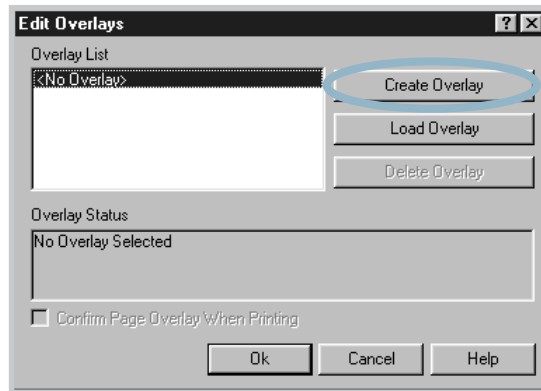 Edit Overlays
Overlay List
<No Overlay>
Create Overlay
Load Overlay
Delete Overlay
Overlay Status
No Overlay Selected
Confirm Page Overlay When Printing
Ok Cancel Help